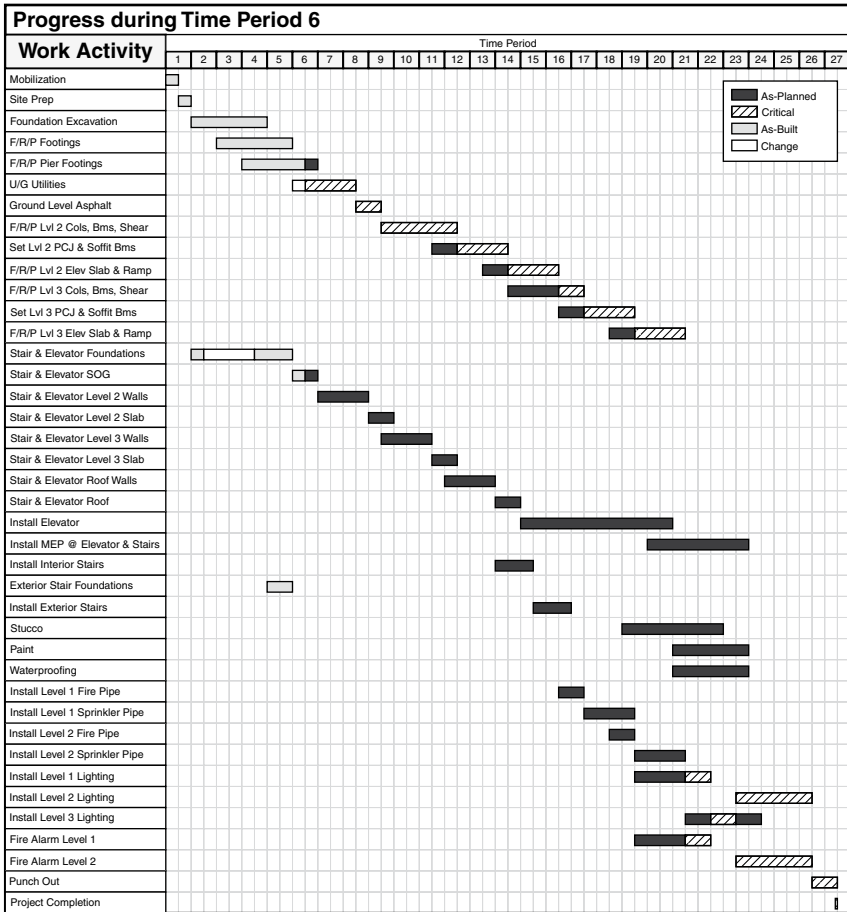 Progress during Time Period 6
Work Activity
Time Period
1 2 3 4 5 6 7 8 9 10 11 12 13 14 15 16 17 18 19 20 21 22 23 24 25 26 27
Mobilization
Site Prep
Foundation Excavation
F/R/P Footings
F/R/P Pier Footings
U/G Utilities
Ground Level Asphalt
F/R/P Lvl 2 Cols, Bms, Shear
Set Lvl 2 PCJ & Soffit Bms
F/R/P Lvl 2 Elev Slab & Ramp
F/R/P Lvl 3 Cols, Bms, Shear
Set Lvl 3 PCJ & Soffit Bms
F/R/P Lvl 3 Elev Slab & Ramp
Stair & Elevator Foundations
Stair & Elevator SOG
Stair & Elevator Level 2 Walls
Stair & Elevator Level 2 Slab
Stair & Elevator Level 3 Walls
Stair & Elevator Level 3 Slab
Stair & Elevator Roof Walls
Stair & Elevator Roof
Install Elevator
Install MEP @ Elevator & Stairs
Install Interior Stairs
Exterior Stair Foundations
Install Exterior Stairs
Stucco
Paint
Waterproofing
Install Level 1 Fire Pipe
Install Level 1 Sprinkler Pipe
Install Level 2 Fire Pipe
Install Level 2 Sprinkler Pipe
Install Level 1 Lighting
Install Level 2 Lighting
Install Level 3 Lighting
Fire Alarm Level 1
Fire Alarm Level 2
Punch Out
Project Completion
As-Planned
Critical
As-Built
Change